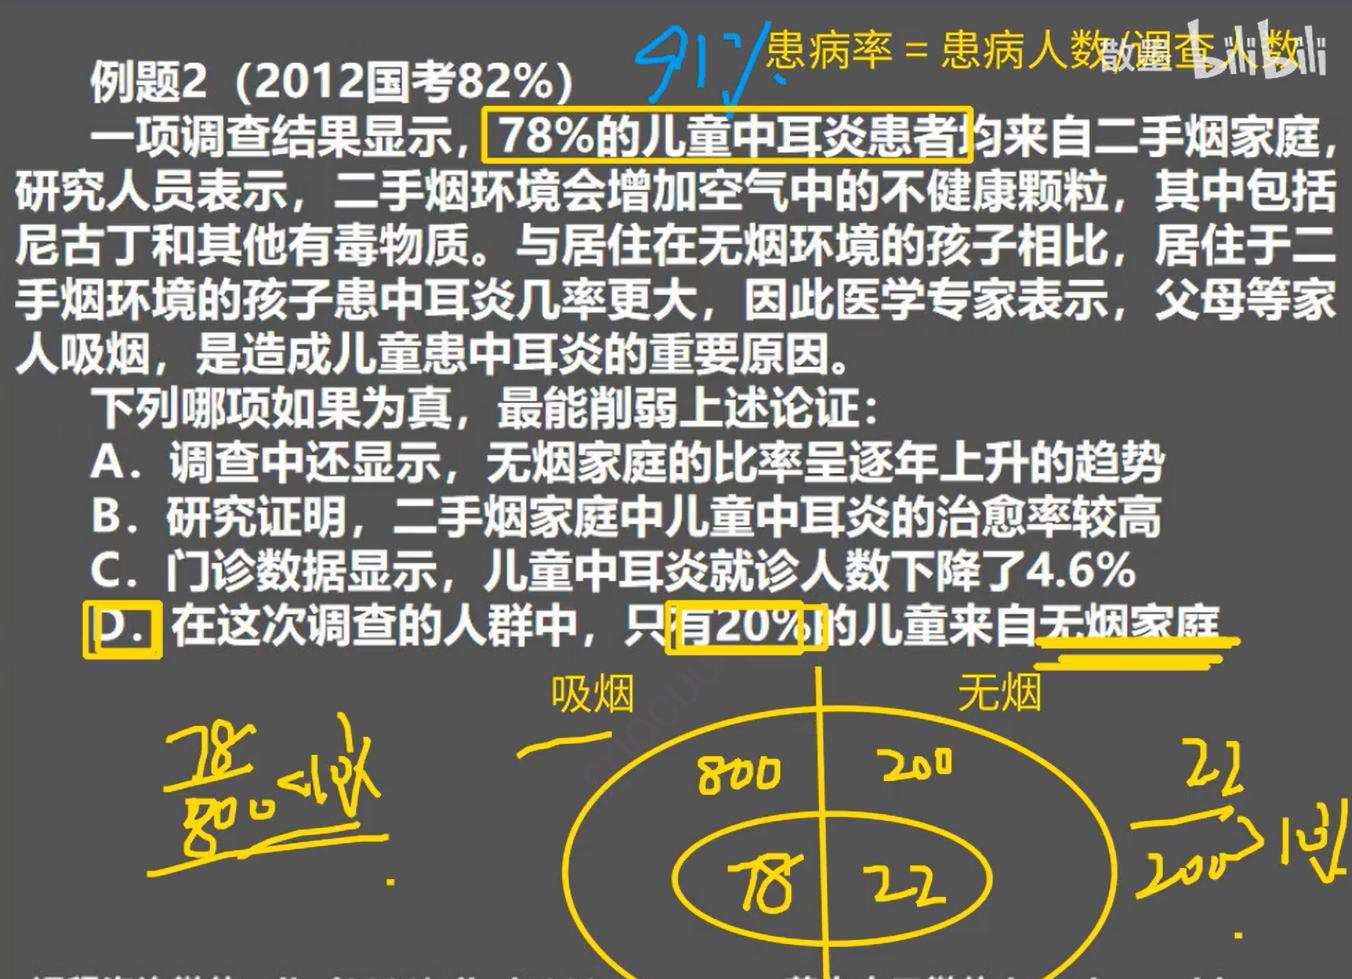 91%
患病率 = 患病人数/调查人数
bilibili
例题2（2012国考82%）
一项调查结果显示，78%的儿童中耳炎患者均来自二手烟家庭，
研究人员表示，二手烟环境会增加空气中的不健康颗粒，其中包括
尼古丁和其他有毒物质。与居住在无烟环境的孩子相比，居住于二
手烟环境的孩子患中耳炎几率更大，因此医学专家表示，父母等家
人吸烟，是造成儿童患中耳炎的重要原因。
下列哪项如果为真，最能削弱上述论证：
A．调查中还显示，无烟家庭的比率呈逐年上升的趋势
B．研究证明，二手烟家庭中儿童中耳炎的治愈率较高
C．门诊数据显示，儿童中耳炎就诊人数下降了4.6%
D．在这次调查的人群中，只有20%的儿童来自无烟家庭
吸烟
无烟
78
800 <10%
800
200
78
22
22
200 >10%